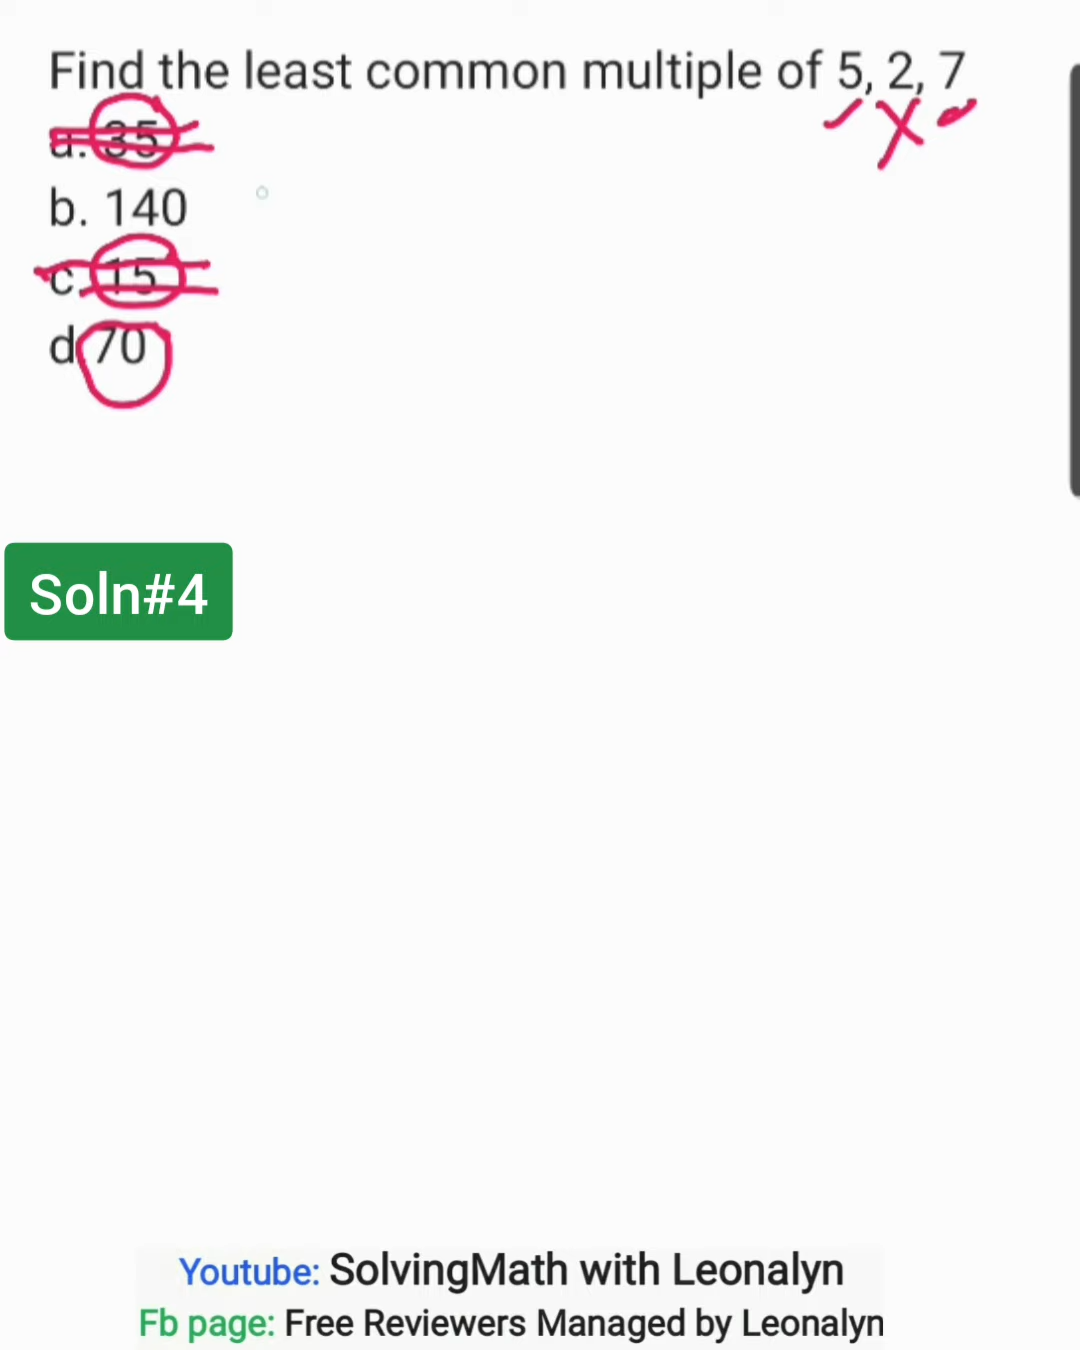 Find the least common multiple of 5, 2, 7
a. 35
b. 140
c. 15
d. 70
Soln#4
Youtube: SolvingMath with Leonalyn
Fb page: Free Reviewers Managed by Leonalyn